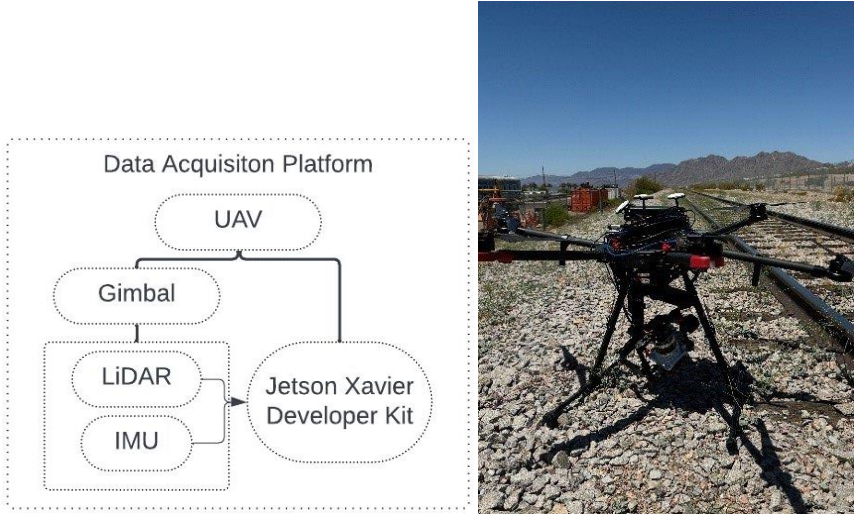 Data Acquisiton Platform
UAV
Gimbal
LiDAR
IMU
Jetson Xavier
Developer Kit